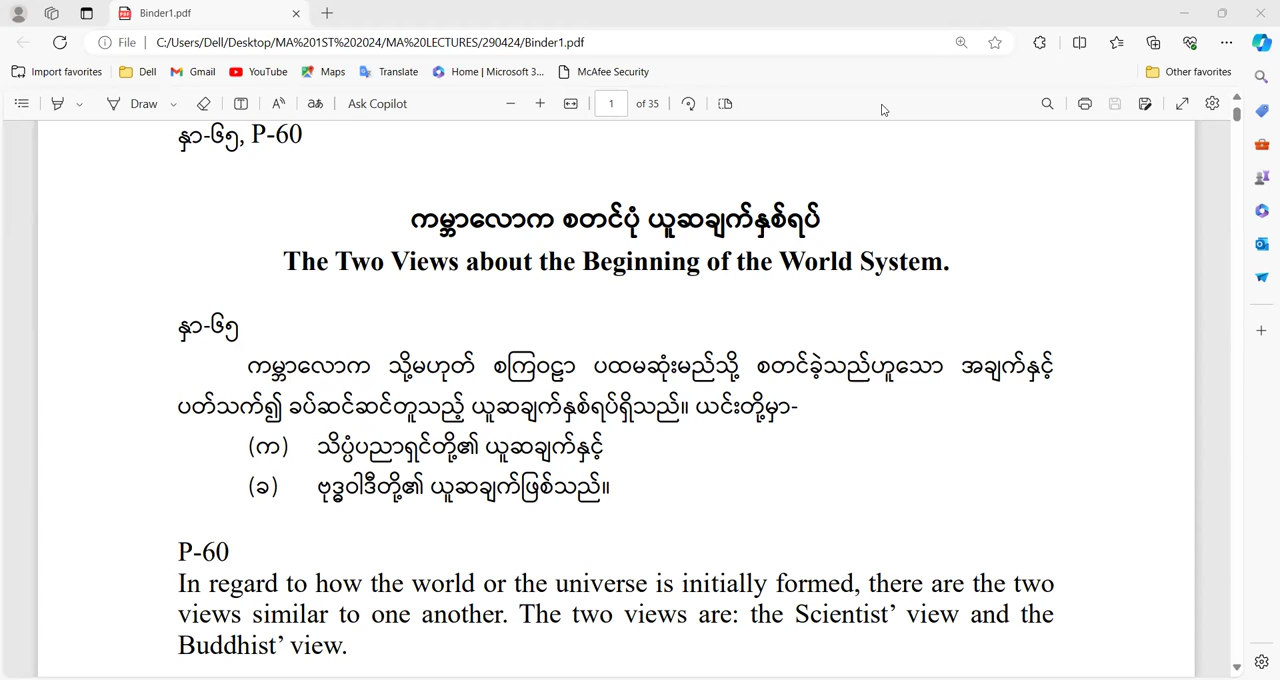 Binder1.pdf
File
C:/Users/Dell/Desktop/MA%201ST%202024/MA%20LECTURES/290424/Binder1.pdf
Import favorites Dell Gmail YouTube Maps Translate Home | Microsoft 3... McAfee Security Other favorites
Draw Ask Copilot 1 of 35
နှာ-၆၅, P-60
ကမ္ဘာလောက စတင်ပုံ ယူဆချက်နှစ်ရပ်
The Two Views about the Beginning of the World System.
နှာ-၆၅
ကမ္ဘာလောက သို့မဟုတ် စကြဝဠာ ပထမဆုံးမည်သို့ စတင်ခဲ့သည်ဟူသော အချက်နှင့်
ပတ်သက်၍ ခပ်ဆင်ဆင်တူသည့် ယူဆချက်နှစ်ရပ်ရှိသည်။ ယင်းတို့မှာ-
(က) သိပ္ပံပညာရှင်တို့၏ ယူဆချက်နှင့်
(ခ) ဗုဒ္ဓဝါဒီတို့၏ ယူဆချက်ဖြစ်သည်။
P-60
In regard to how the world or the universe is initially formed, there are the two
views similar to one another. The two views are: the Scientist’ view and the
Buddhist’ view.